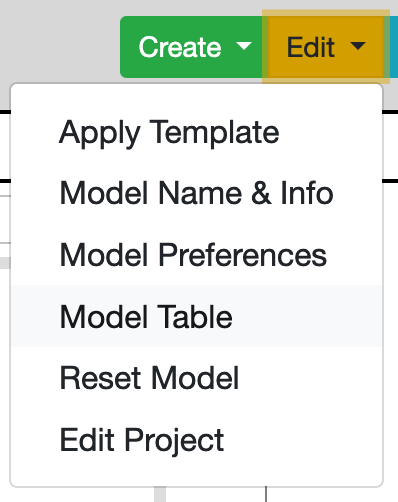 Create Edit
Apply Template
Model Name & Info
Model Preferences
Model Table
Reset Model
Edit Project